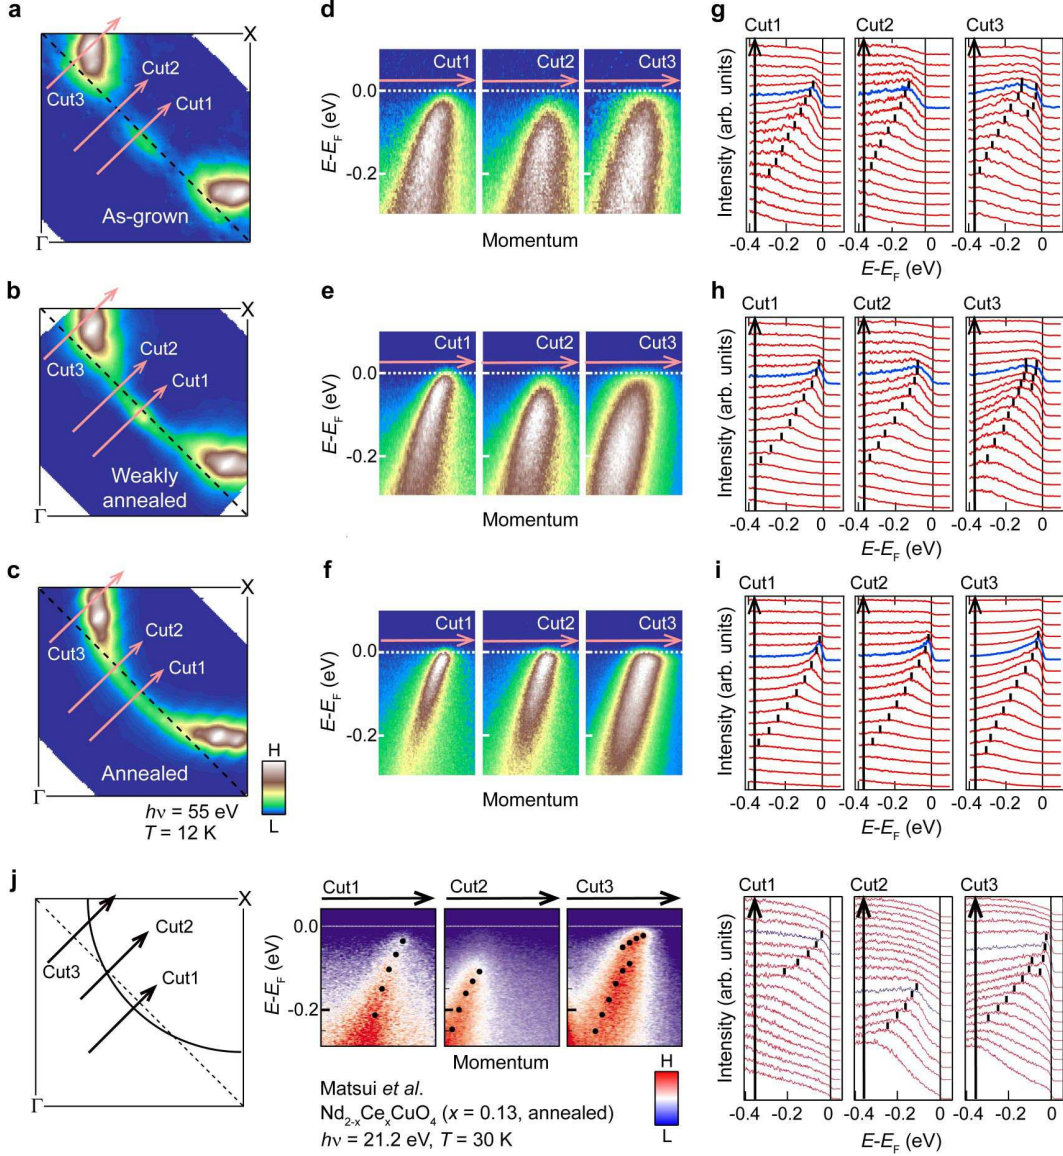 a
X
Cut2
Cut1
Cut3
As-grown
Γ
d
Cut1
Cut2
Cut3
0.0
-0.2
E-E_F (eV)
Momentum
g
Cut1
Cut2
Cut3
Intensity (arb. units)
-0.4 -0.2 0
-0.4 -0.2 0
-0.4 -0.2 0
E-E_F (eV)
b
X
Cut2
Cut1
Cut3
Weakly
annealed
Γ
e
Cut1
Cut2
Cut3
0.0
-0.2
E-E_F (eV)
Momentum
h
Cut1
Cut2
Cut3
Intensity (arb. units)
-0.4 -0.2 0
-0.4 -0.2 0
-0.4 -0.2 0
E-E_F (eV)
c
X
Cut2
Cut1
Cut3
Annealed
Γ
H
L
hν = 55 eV
T = 12 K
f
Cut1
Cut2
Cut3
0.0
-0.2
E-E_F (eV)
Momentum
i
Cut1
Cut2
Cut3
Intensity (arb. units)
-0.4 -0.2 0
-0.4 -0.2 0
-0.4 -0.2 0
E-E_F (eV)
j
X
Cut2
Cut1
Cut3
Γ
Cut1
Cut2
Cut3
0.0
-0.2
E-E_F (eV)
Momentum
H
L
Matsui et al.
Nd2-xCexCuO4 (x = 0.13, annealed)
hν = 21.2 eV, T = 30 K
Cut1
Cut2
Cut3
Intensity (arb. units)
-0.4 -0.2 0
-0.4 -0.2 0
-0.4 -0.2 0
E-E_F (eV)